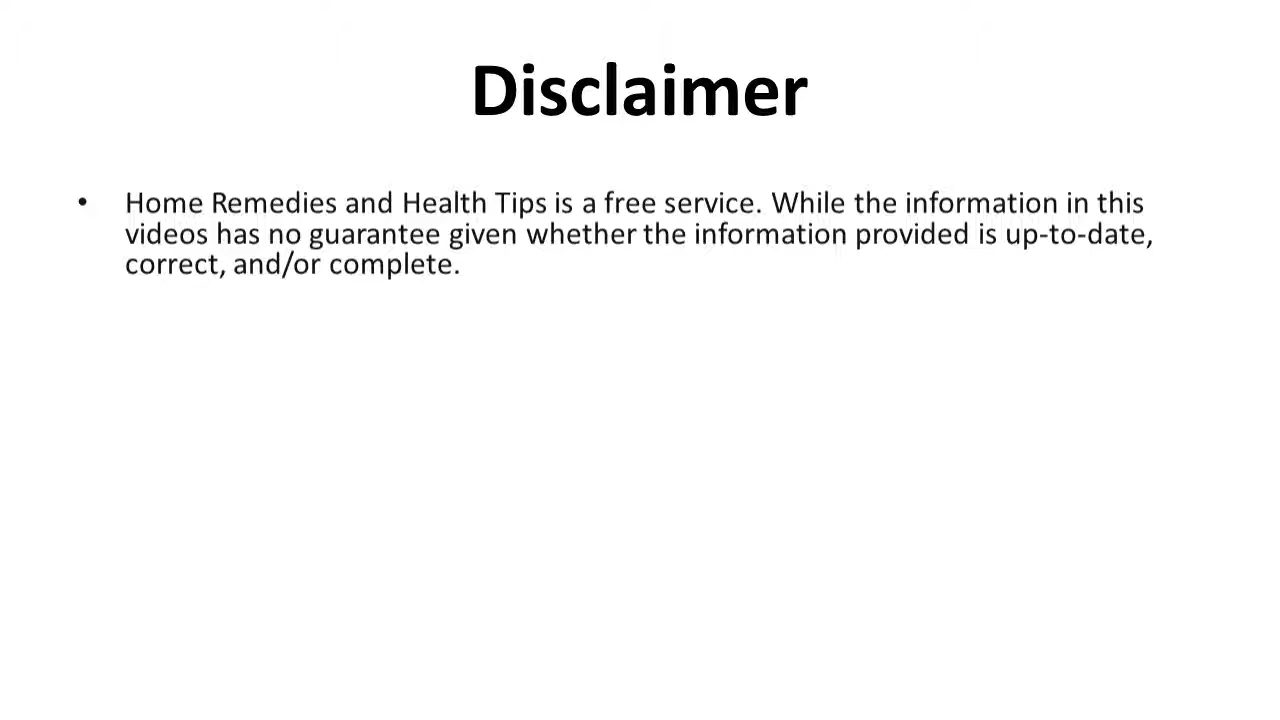 Disclaimer
• Home Remedies and Health Tips is a free service. While the information in this
videos has no guarantee given whether the information provided is up-to-date,
correct, and/or complete.